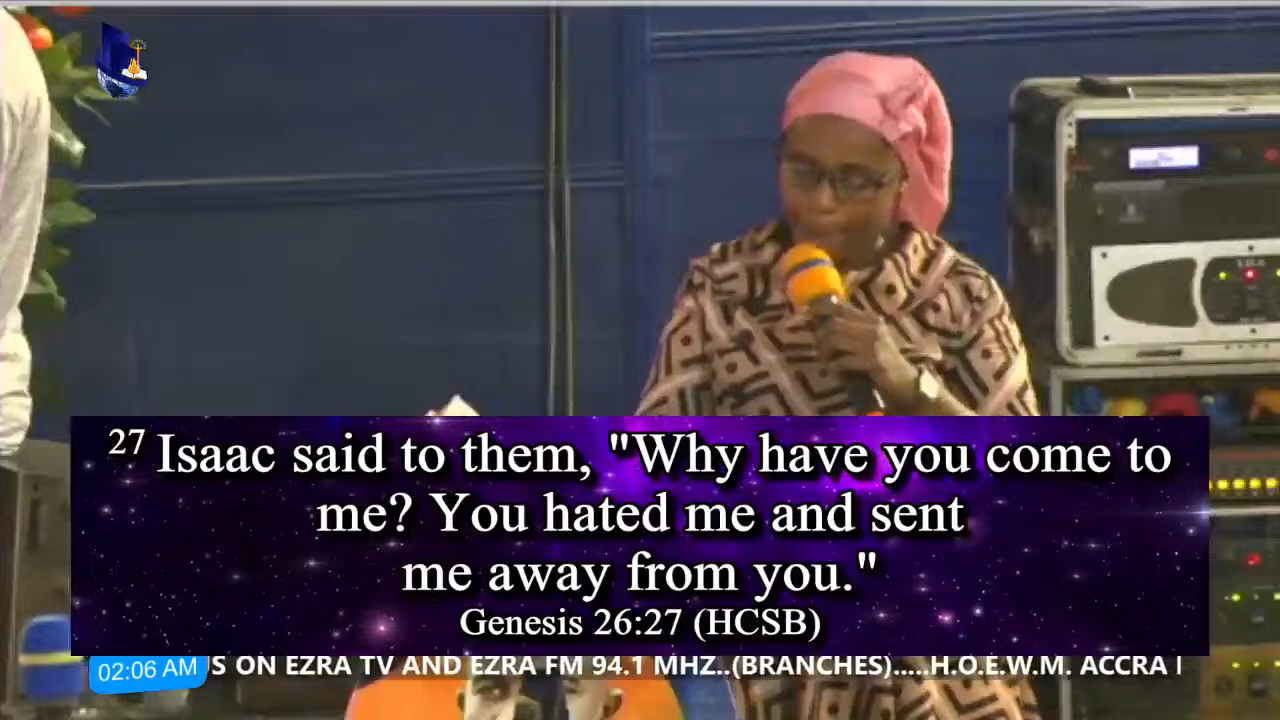 27 Isaac said to them, "Why have you come to
me? You hated me and sent
me away from you."
Genesis 26:27 (HCSB)
02:06 AM
S ON EZRA TV AND EZRA FM 94.1 MHZ..(BRANCHES).....H.O.E.W.M. ACCRA